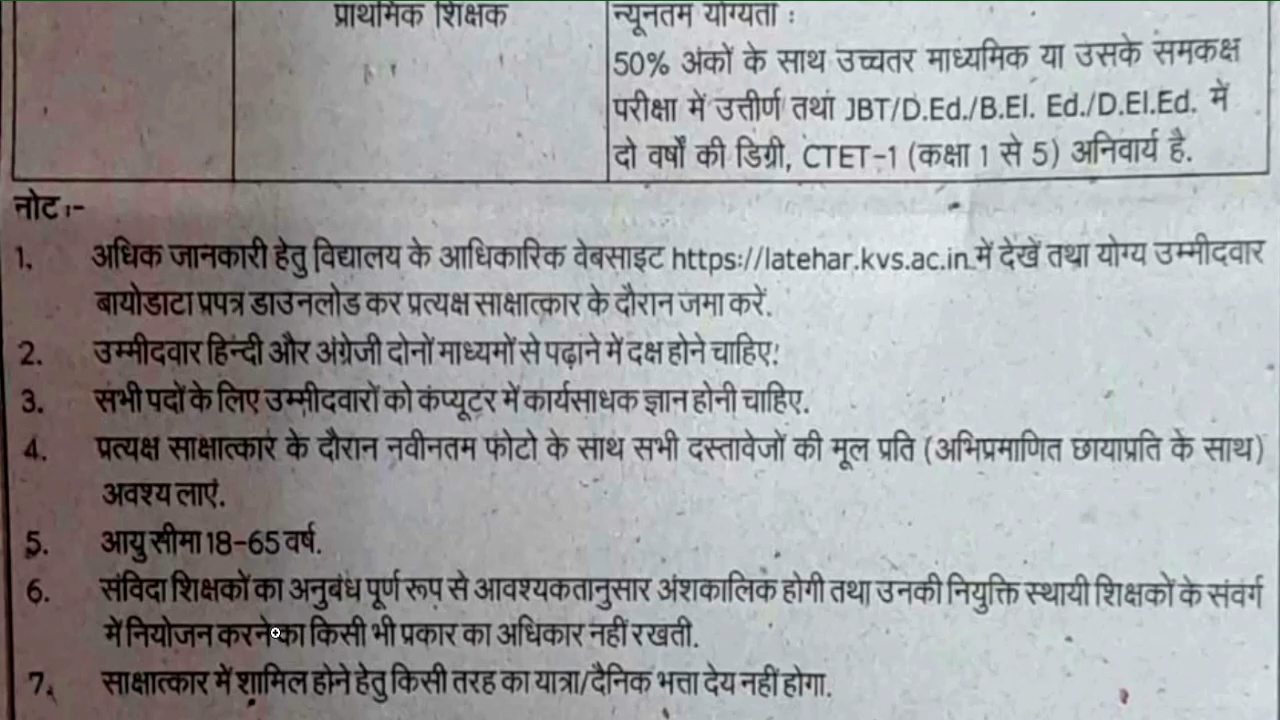 प्राथमिक शिक्षक
न्यूनतम योग्यता :
50% अंकों के साथ उच्चतर माध्यमिक या उसके समकक्ष
परीक्षा में उत्तीर्ण तथा JBT/D.Ed./B.El. Ed./D.El.Ed. में
दो वर्षों की डिग्री, CTET-1 (कक्षा 1 से 5) अनिवार्य है.
नोट :-
1. अधिक जानकारी हेतु विद्यालय के आधिकारिक वेबसाइट https://latehar.kvs.ac.in में देखें तथा योग्य उम्मीदवार
बायोडाटा प्रपत्र डाउनलोड कर प्रत्यक्ष साक्षात्कार के दौरान जमा करें.
2. उम्मीदवार हिन्दी और अंग्रेजी दोनों माध्यमों से पढ़ाने में दक्ष होने चाहिए.
3. सभी पदों के लिए उम्मीदवारों को कंप्यूटर में कार्यसाधक ज्ञान होनी चाहिए.
4. प्रत्यक्ष साक्षात्कार के दौरान नवीनतम फोटो के साथ सभी दस्तावेजों की मूल प्रति (अभिप्रमाणित छायाप्रति के साथ)
अवश्य लाएं.
5. आयु सीमा 18-65 वर्ष.
6. संविदा शिक्षकों का अनुबंध पूर्ण रूप से आवश्यकतानुसार अंशकालिक होगी तथा उनकी नियुक्ति स्थायी शिक्षकों के संवर्ग
में नियोजन करने का किसी भी प्रकार का अधिकार नहीं रखती.
7. साक्षात्कार में शामिल होने हेतु किसी तरह का यात्रा/दैनिक भत्ता देय नहीं होगा.